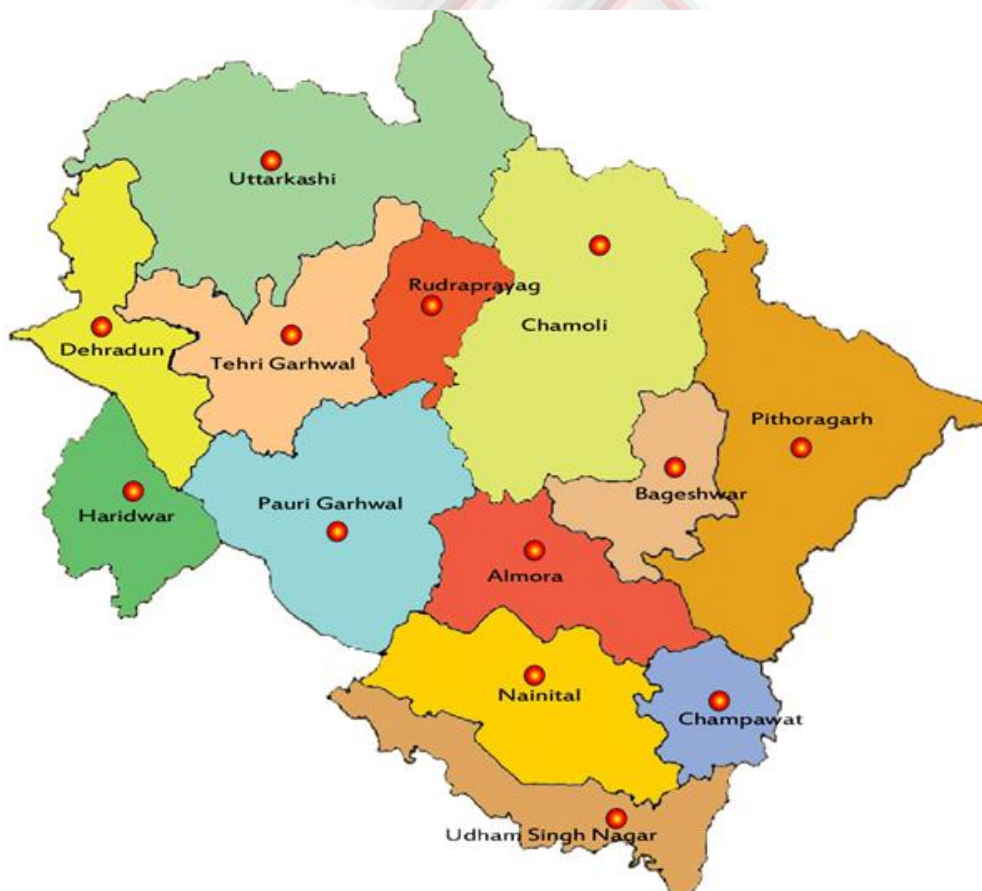 Uttarkashi
Rudraprayag
Chamoli
Dehradun
Tehri Garhwal
Pithoragarh
Bageshwar
Pauri Garhwal
Haridwar
Almora
Nainital
Champawat
Udham Singh Nagar